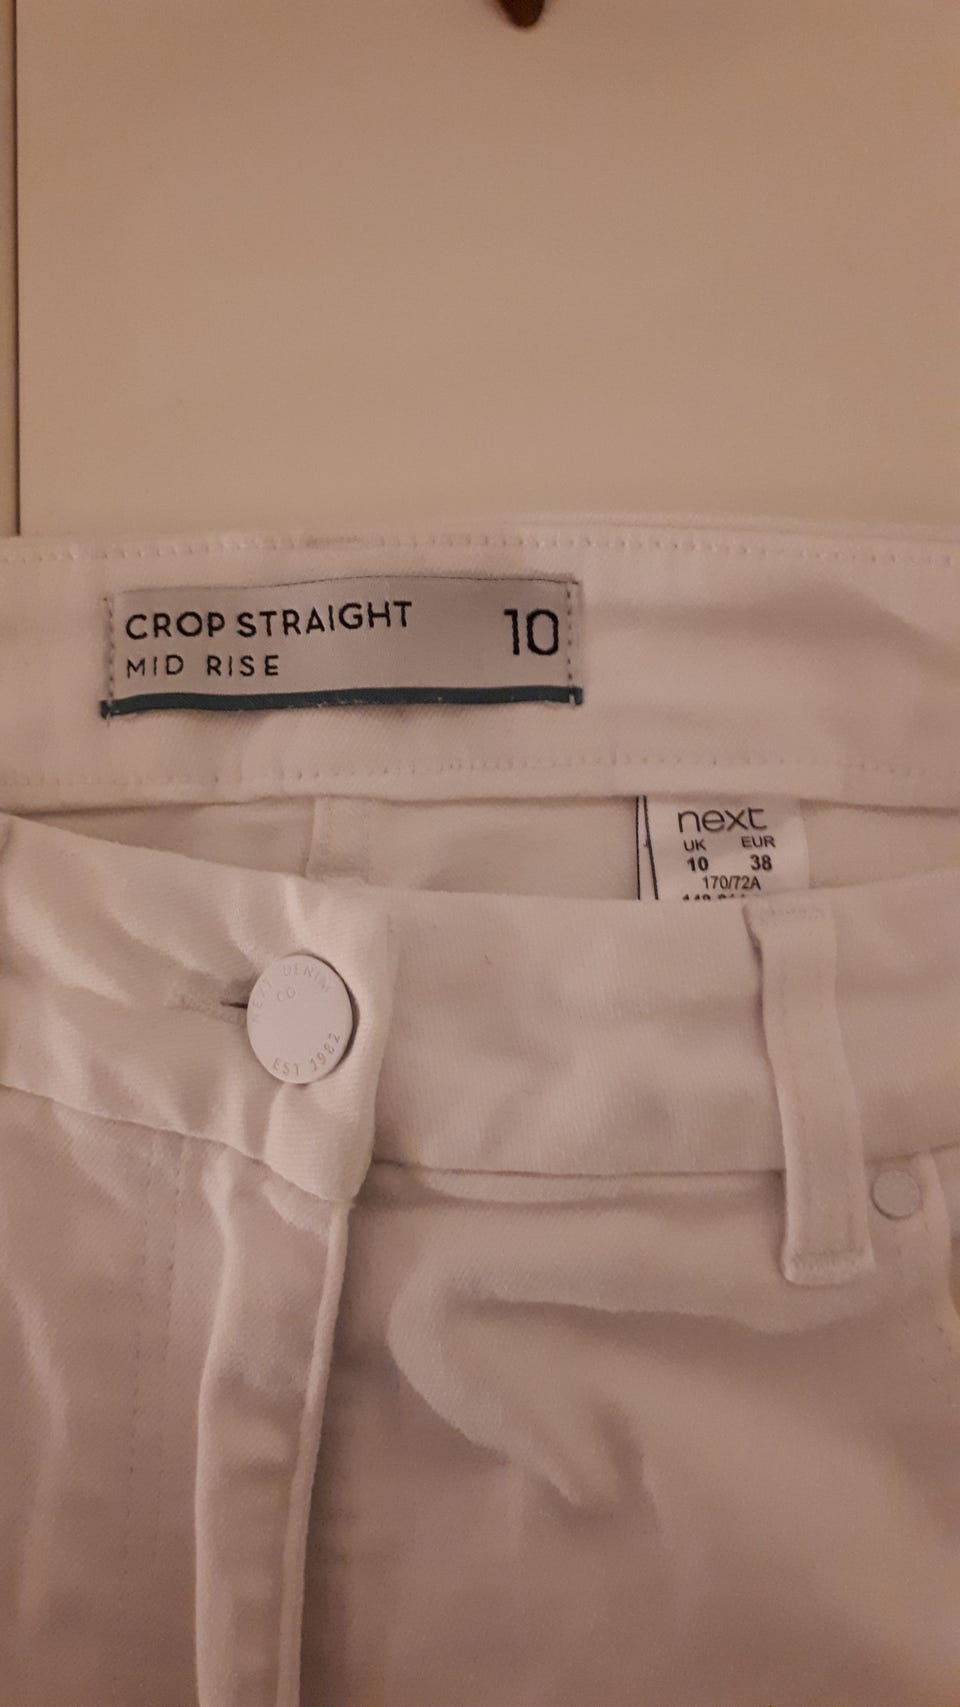 CROP STRAIGHT 10
MID RISE
next
UK EUR
10 38
170/72A
NEXT DENIM
CO
EST 1982